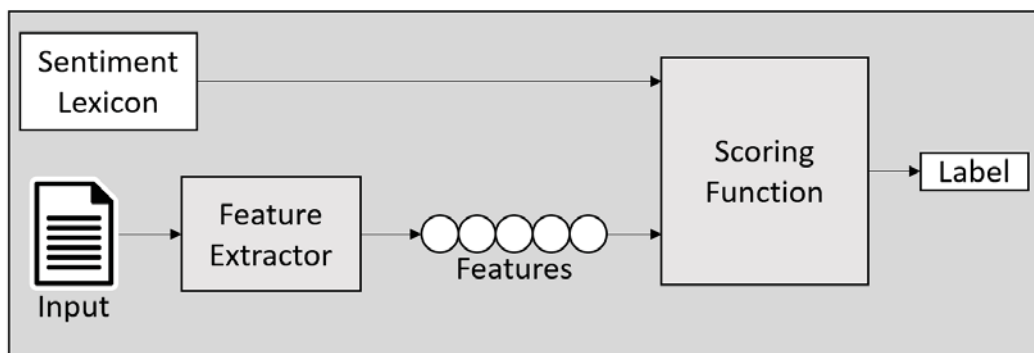 Sentiment
Lexicon
Scoring
Function
Label
Feature
Extractor
Features
Input